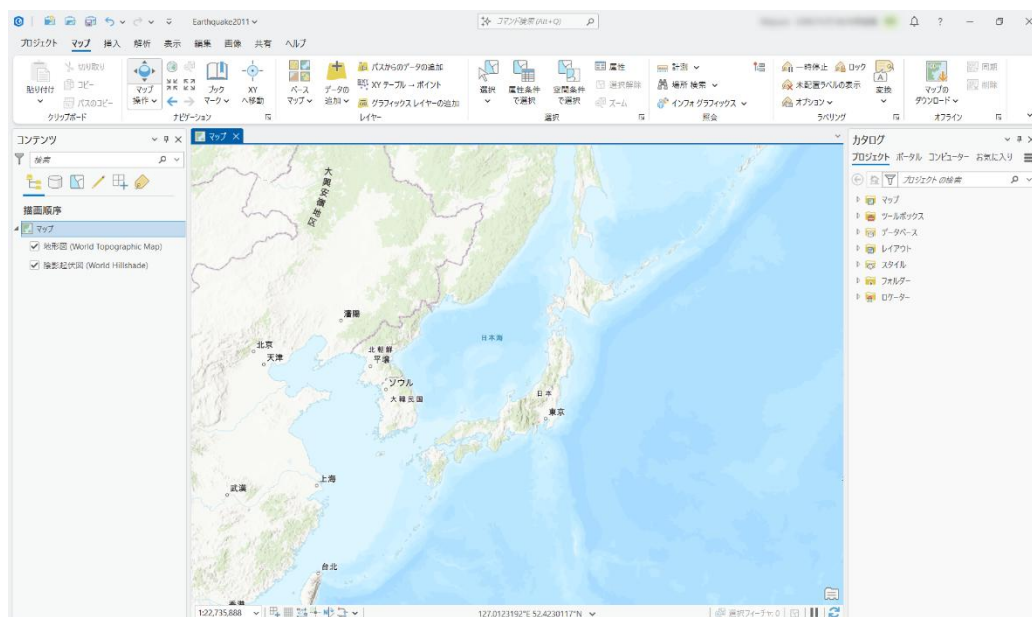 Earthquake2011
コマンド検索 (Alt+Q)
プロジェクト マップ 挿入 解析 表示 編集 画像 共有 ヘルプ
貼り付け
切り取り
コピー
パスのコピー
クリップボード
マップ操作
ブックマーク
XY へ移動
ナビゲーション
ベースマップ
データの追加
パスからのデータの追加
XY テーブル → ポイント
グラフィックス レイヤーの追加
レイヤー
選択
属性条件で選択
空間条件で選択
属性
選択解除
ズーム
選択
計測
場所 検索
インフォ グラフィックス
照会
一時停止 ロック
未配置ラベルの表示
オプション
変換
ラベリング
マップのダウンロード
同期
削除
オフライン
コンテンツ
検索
描画順序
マップ
地形図 (World Topographic Map)
陰影起伏図 (World Hillshade)
マップ
大興安嶺地区
瀋陽
北京
天津
北朝鮮
平壌
ソウル
大韓民国
日本海
日本
東京
上海
武漢
台北
香港
1:22,735,888
127.0123192°E 52.4230117°N
選択フィーチャ: 0
カタログ
プロジェクト ポータル コンピューター お気に入り
プロジェクトの検索
マップ
ツールボックス
データベース
レイアウト
スタイル
フォルダー
ロケーター